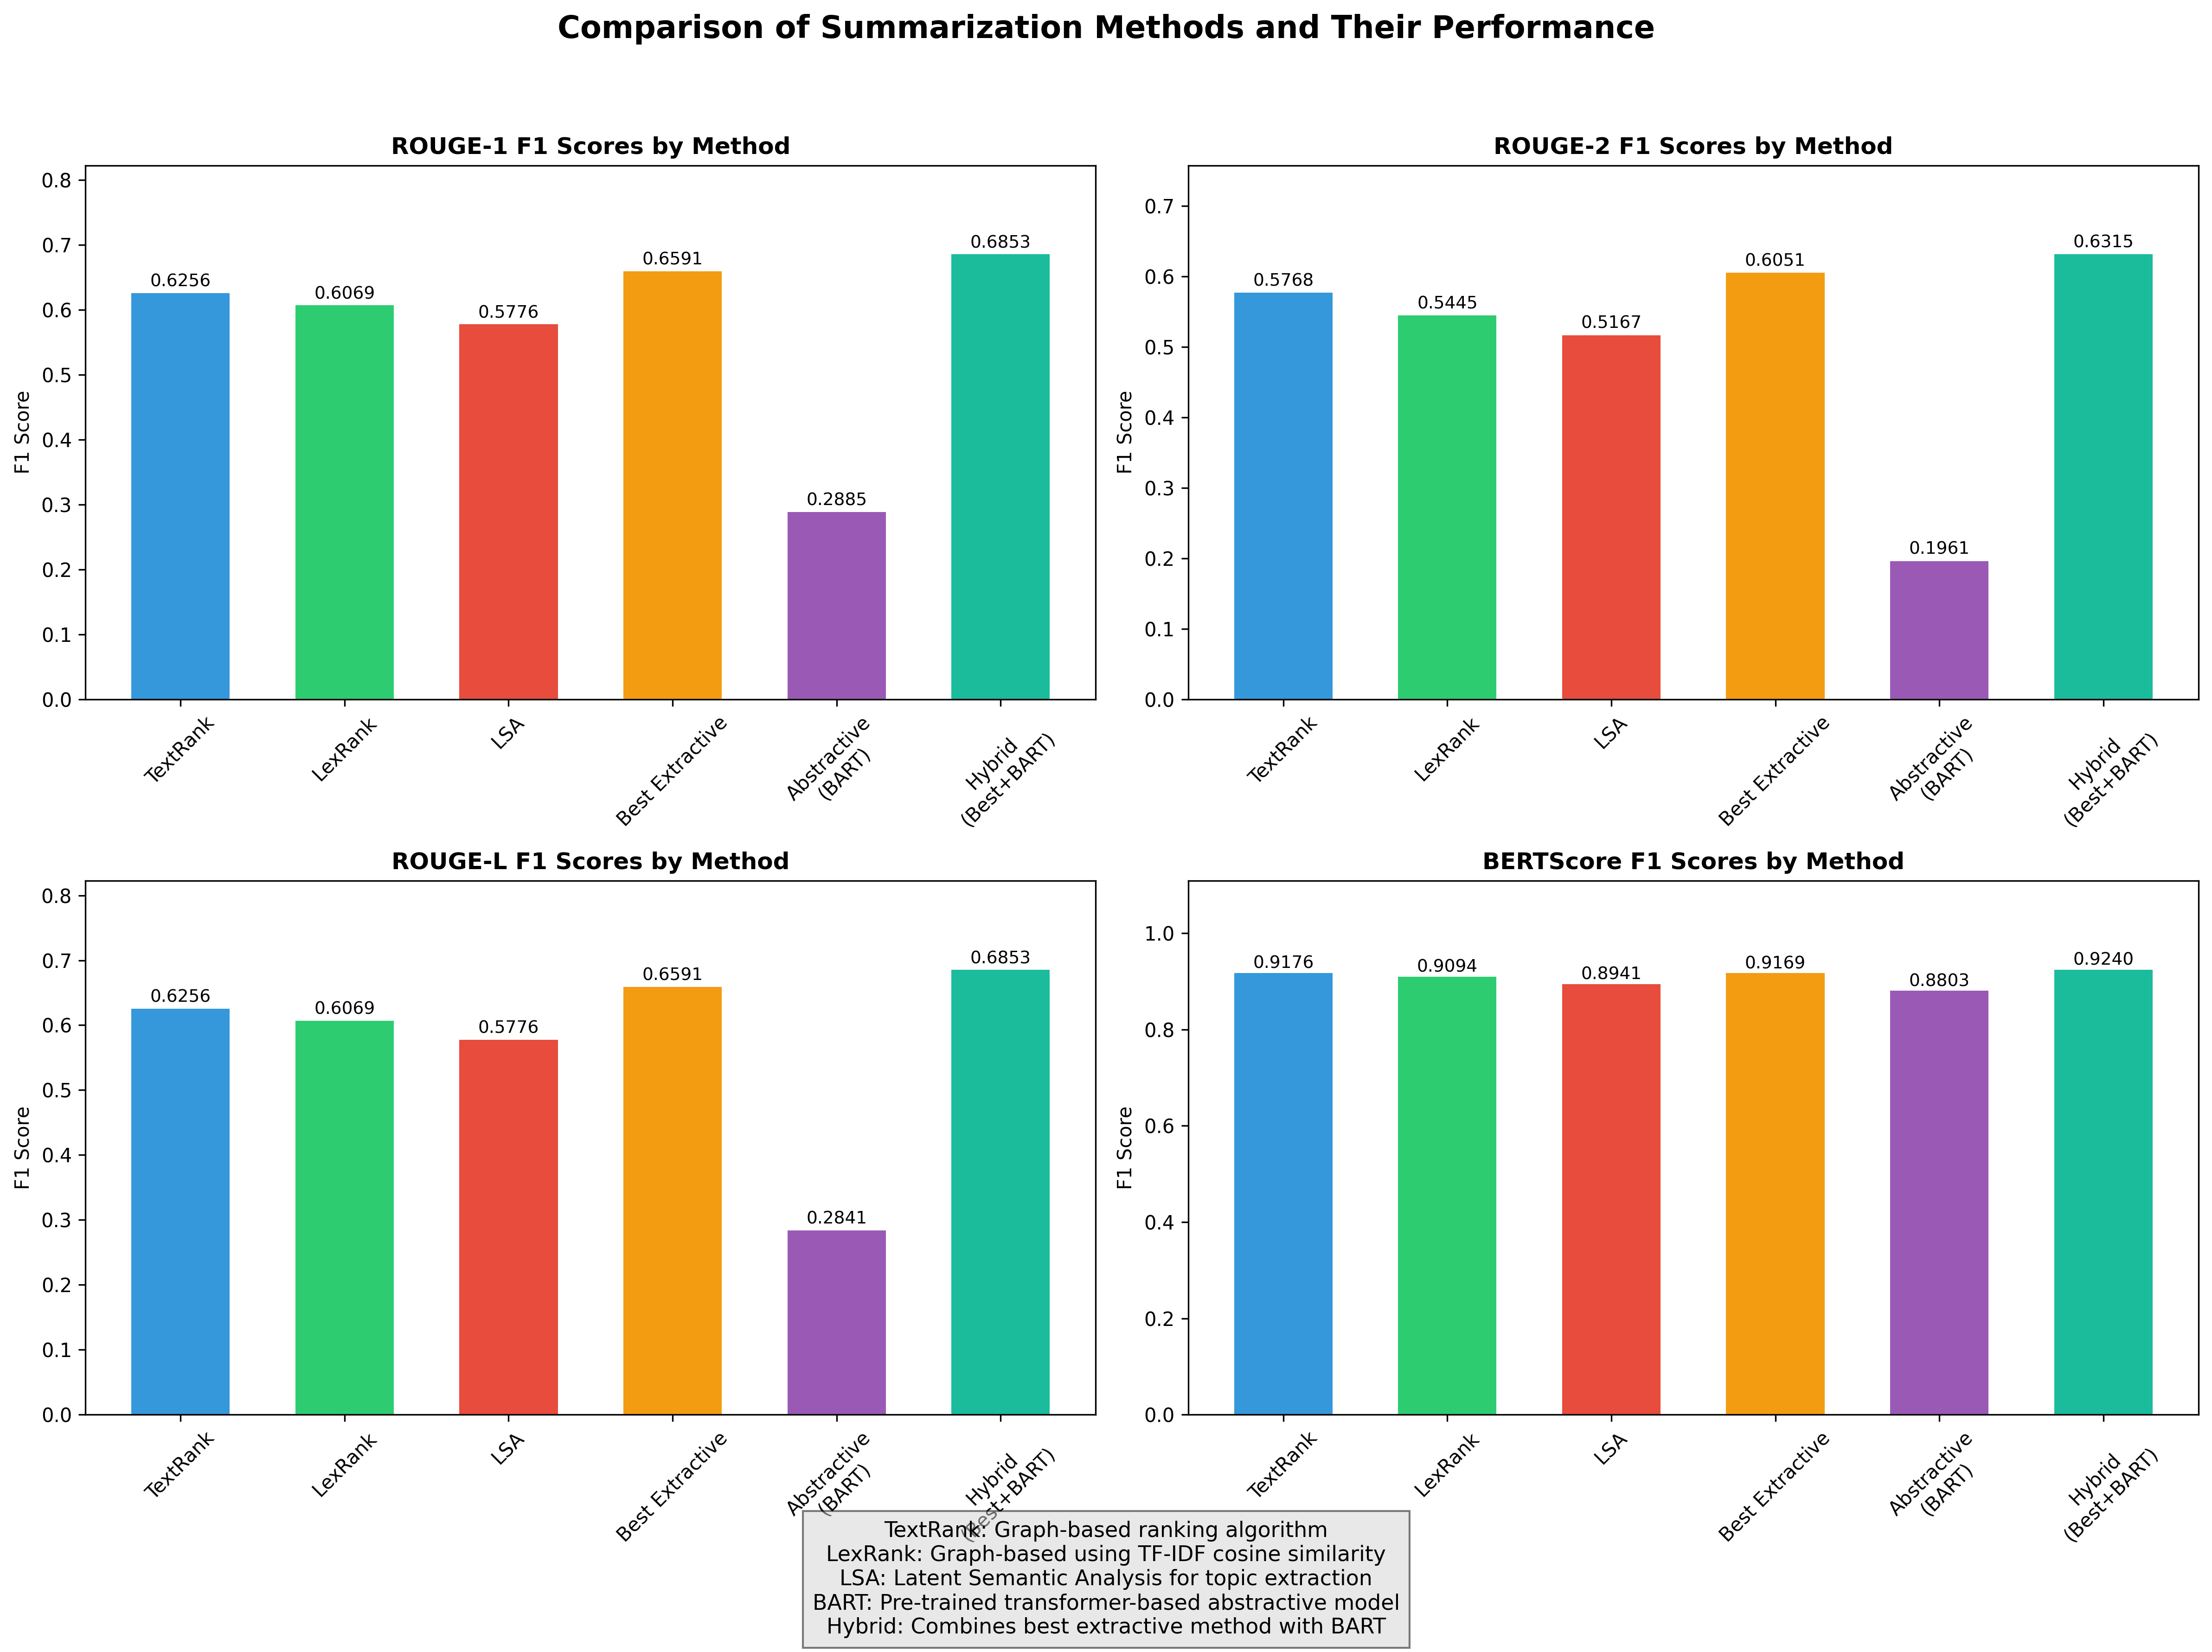 Comparison of Summarization Methods and Their Performance
ROUGE-1 F1 Scores by Method
F1 Score
0.8
0.7
0.6
0.5
0.4
0.3
0.2
0.1
0.0
0.6256
0.6069
0.5776
0.6591
0.2885
0.6853
TextRank
LexRank
LSA
Best Extractive
Abstractive
(BART)
Hybrid
(Best+BART)
ROUGE-2 F1 Scores by Method
F1 Score
0.7
0.6
0.5
0.4
0.3
0.2
0.1
0.0
0.5768
0.5445
0.5167
0.6051
0.1961
0.6315
TextRank
LexRank
LSA
Best Extractive
Abstractive
(BART)
Hybrid
(Best+BART)
ROUGE-L F1 Scores by Method
F1 Score
0.8
0.7
0.6
0.5
0.4
0.3
0.2
0.1
0.0
0.6256
0.6069
0.5776
0.6591
0.2841
0.6853
TextRank
LexRank
LSA
Best Extractive
Abstractive
(BART)
Hybrid
(Best+BART)
BERTScore F1 Scores by Method
F1 Score
1.0
0.8
0.6
0.4
0.2
0.0
0.9176
0.9094
0.8941
0.9169
0.8803
0.9240
TextRank
LexRank
LSA
Best Extractive
Abstractive
(BART)
Hybrid
(Best+BART)
TextRank: Graph-based ranking algorithm
LexRank: Graph-based using TF-IDF cosine similarity
LSA: Latent Semantic Analysis for topic extraction
BART: Pre-trained transformer-based abstractive model
Hybrid: Combines best extractive method with BART